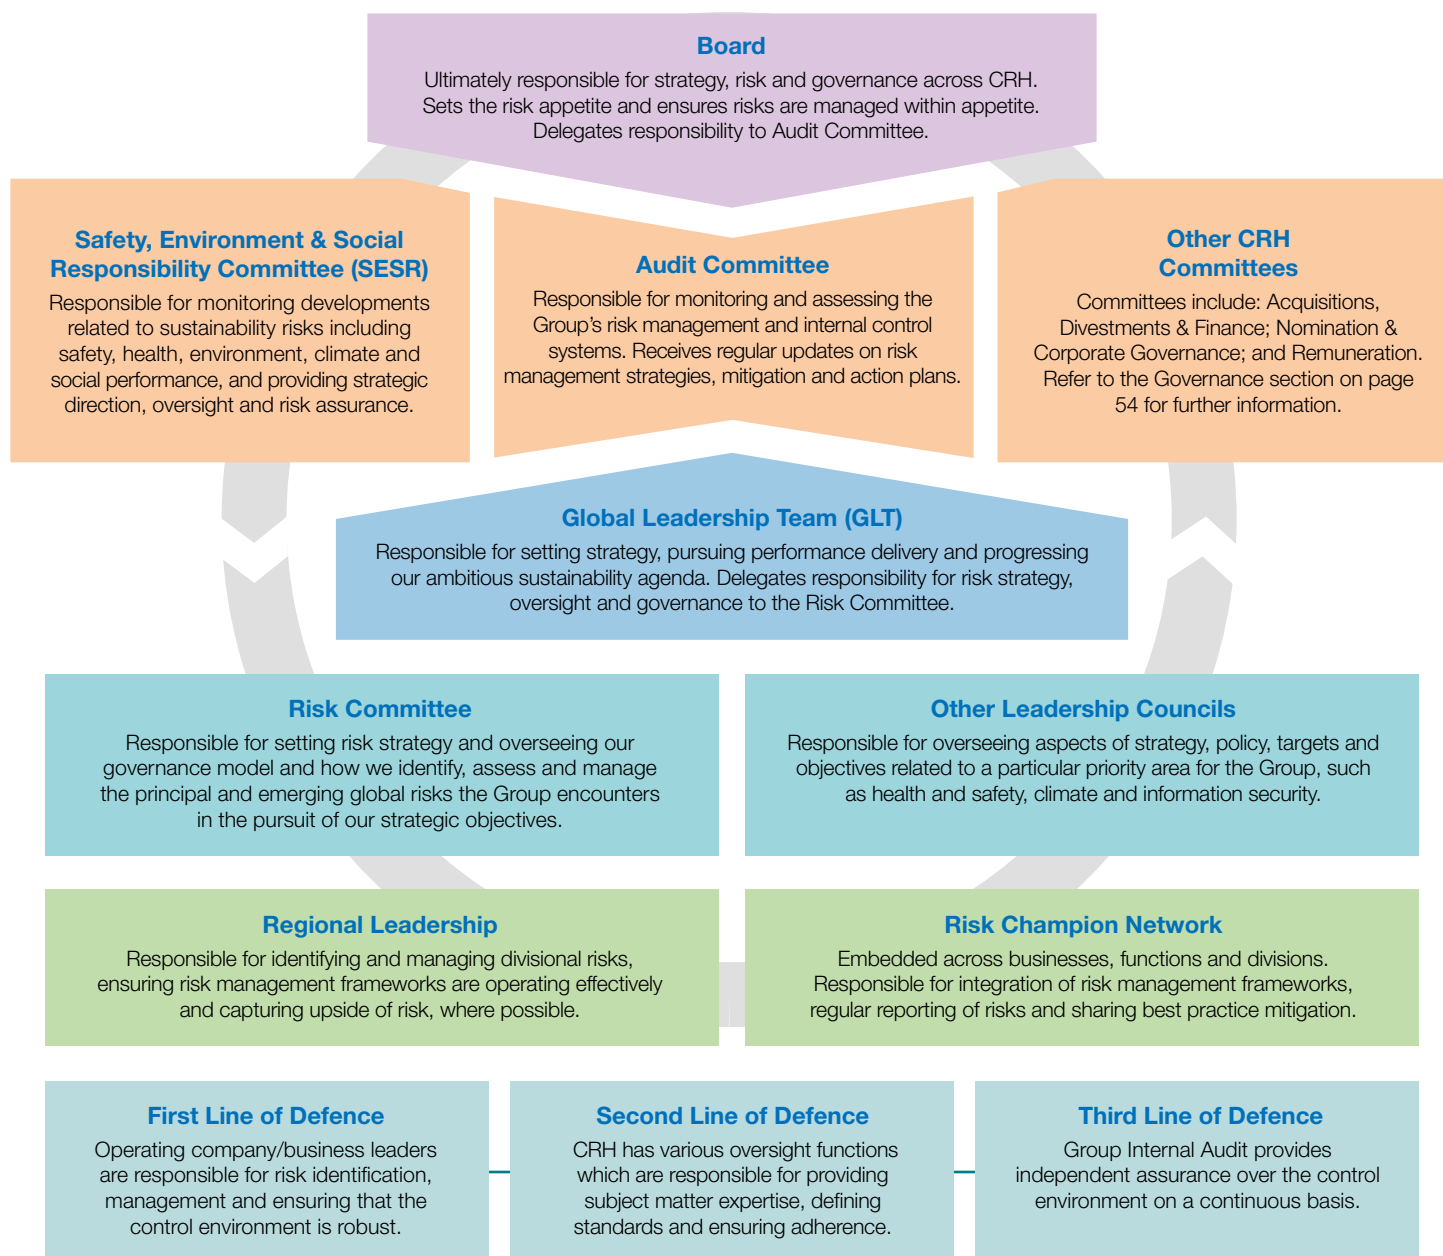 Board
Ultimately responsible for strategy, risk and governance across CRH.
Sets the risk appetite and ensures risks are managed within appetite.
Delegates responsibility to Audit Committee.
Safety, Environment & Social
Responsibility Committee (SESR)
Responsible for monitoring developments
related to sustainability risks including
safety, health, environment, climate and
social performance, and providing strategic
direction, oversight and risk assurance.
Audit Committee
Responsible for monitoring and assessing the
Group’s risk management and internal control
systems. Receives regular updates on risk
management strategies, mitigation and action plans.
Other CRH
Committees
Committees include: Acquisitions,
Divestments & Finance; Nomination &
Corporate Governance; and Remuneration.
Refer to the Governance section on page
54 for further information.
Global Leadership Team (GLT)
Responsible for setting strategy, pursuing performance delivery and progressing
our ambitious sustainability agenda. Delegates responsibility for risk strategy,
oversight and governance to the Risk Committee.
Risk Committee
Responsible for setting risk strategy and overseeing our
governance model and how we identify, assess and manage
the principal and emerging global risks the Group encounters
in the pursuit of our strategic objectives.
Other Leadership Councils
Responsible for overseeing aspects of strategy, policy, targets and
objectives related to a particular priority area for the Group, such
as health and safety, climate and information security.
Regional Leadership
Responsible for identifying and managing divisional risks,
ensuring risk management frameworks are operating effectively
and capturing upside of risk, where possible.
Risk Champion Network
Embedded across businesses, functions and divisions.
Responsible for integration of risk management frameworks,
regular reporting of risks and sharing best practice mitigation.
First Line of Defence
Operating company/business leaders
are responsible for risk identification,
management and ensuring that the
control environment is robust.
Second Line of Defence
CRH has various oversight functions
which are responsible for providing
subject matter expertise, defining
standards and ensuring adherence.
Third Line of Defence
Group Internal Audit provides
independent assurance over the control
environment on a continuous basis.